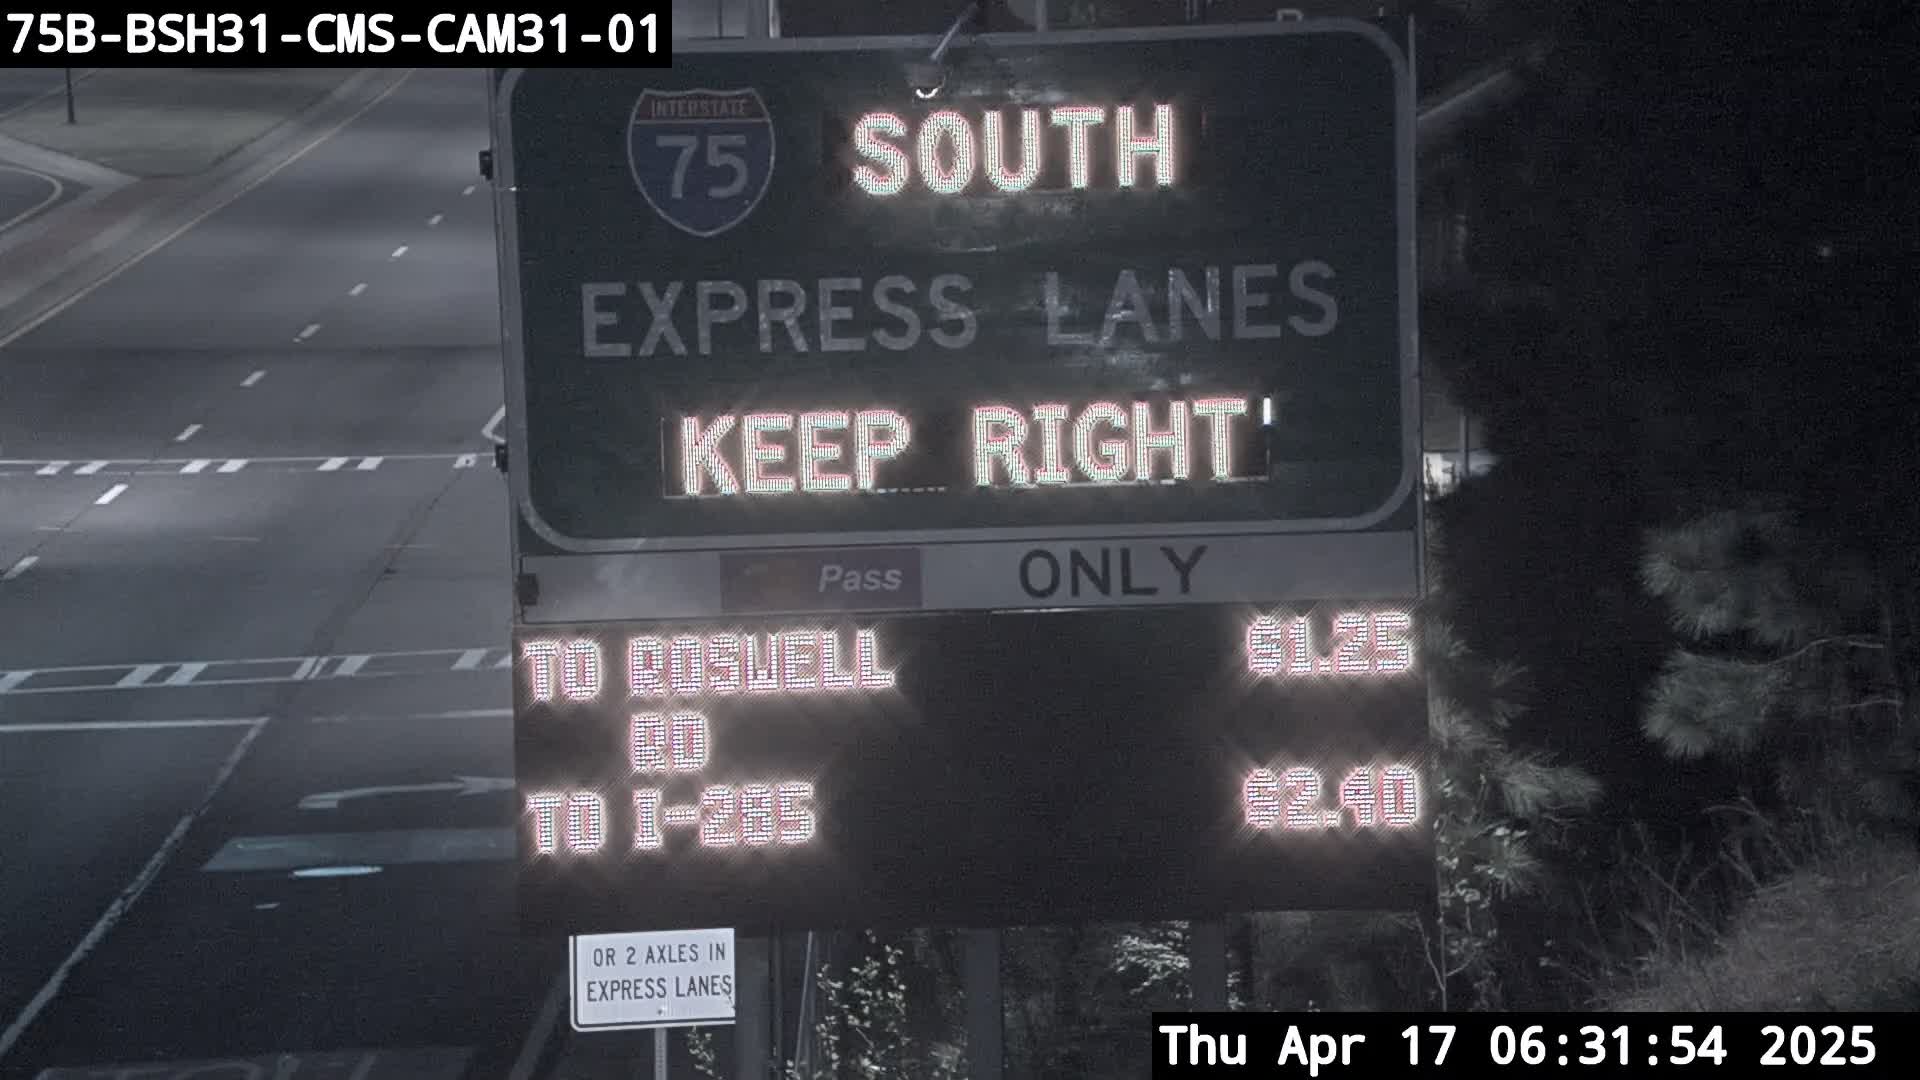 75B-BSH31-CMS-CAM31-01
INTERSTATE
75
SOUTH
EXPRESS LANES
KEEP RIGHT
Pass ONLY
TO ROSWELL $1.25
RD
TO I-285 $2.40
OR 2 AXLES IN
EXPRESS LANES
Thu Apr 17 06:31:54 2025